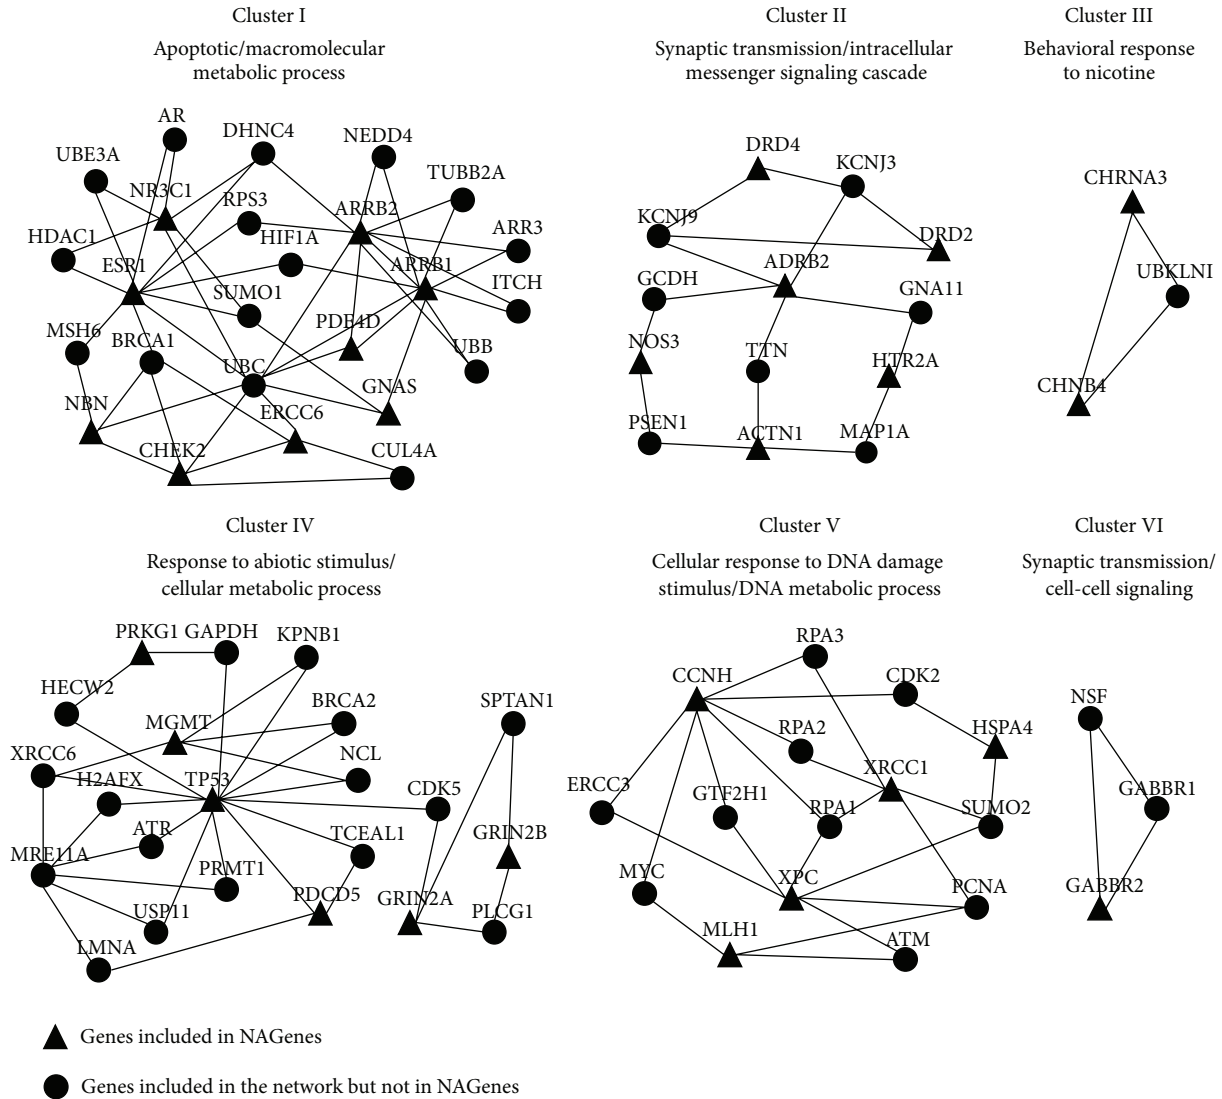 Cluster I
Apoptotic/macromolecular
metabolic process
AR
DHNC4
NEDD4
UBE3A
TUBB2A
NR3C1
RPS3
ARRB2
HDAC1
HIF1A
ARR3
ESR1
ARRB1
SUMO1
ITCH
MSH6
BRCA1
PDE4D
UBC
UBB
NBN
GNAS
ERCC6
CHEK2
CUL4A
Cluster II
Synaptic transmission/intracellular
messenger signaling cascade
DRD4
KCNJ3
KCNJ9
DRD2
ADRB2
GCDH
GNA11
NOS3
TTN
HTR2A
PSEN1
ACTN1
MAP1A
Cluster III
Behavioral response
to nicotine
CHRNA3
UBKLNI
CHNB4
Cluster IV
Response to abiotic stimulus/
cellular metabolic process
PRKG1
GAPDH
KPNB1
HECW2
BRCA2
SPTAN1
MGMT
XRCC6
NCL
H2AFX
TP53
CDK5
ATR
TCEAL1
GRIN2B
MRE11A
PRMT1
PDCD5
GRIN2A
USP11
PLCG1
LMNA
Cluster V
Cellular response to DNA damage
stimulus/DNA metabolic process
RPA3
CCNH
CDK2
RPA2
HSPA4
XRCC1
ERCC3
GTF2H1
RPA1
SUMO2
MYC
XPC
PCNA
MLH1
ATM
Cluster VI
Synaptic transmission/
cell-cell signaling
NSF
GABBR1
GABBR2
Genes included in NAGenes
Genes included in the network but not in NAGenes